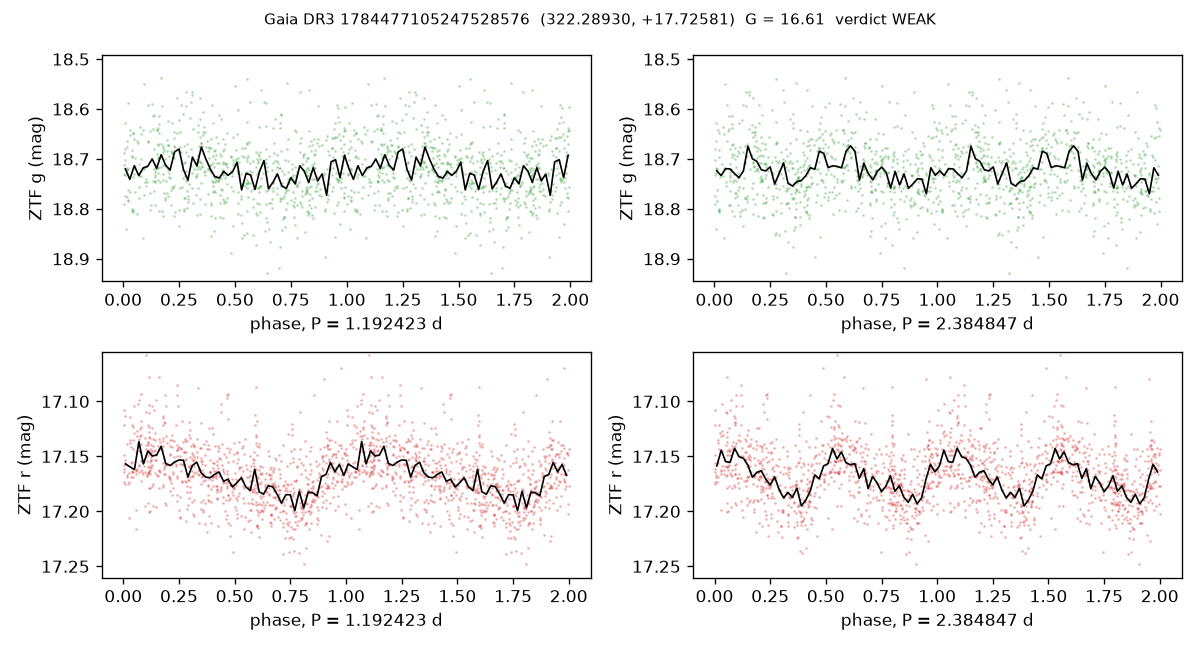 Gaia DR3 1784477105247528576 (322.28930, +17.72581) G = 16.61 verdict WEAK
ZTF g (mag)
18.5
18.6
18.7
18.8
18.9
0.00 0.25 0.50 0.75 1.00 1.25 1.50 1.75 2.00
phase, P = 1.192423 d
ZTF g (mag)
18.5
18.6
18.7
18.8
18.9
0.00 0.25 0.50 0.75 1.00 1.25 1.50 1.75 2.00
phase, P = 2.384847 d
ZTF r (mag)
17.10
17.15
17.20
17.25
0.00 0.25 0.50 0.75 1.00 1.25 1.50 1.75 2.00
phase, P = 1.192423 d
ZTF r (mag)
17.10
17.15
17.20
17.25
0.00 0.25 0.50 0.75 1.00 1.25 1.50 1.75 2.00
phase, P = 2.384847 d